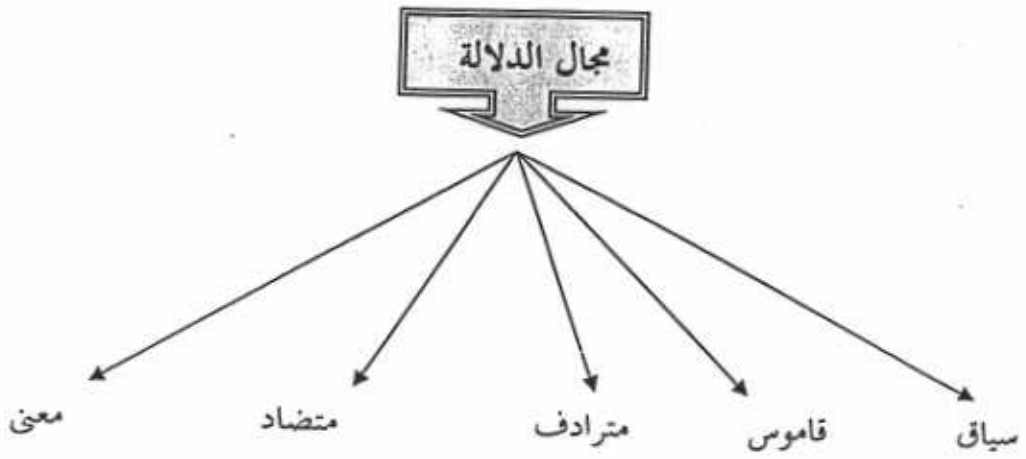 مجال الدلالة
سياق
قاموس
مترادف
متضاد
معنى